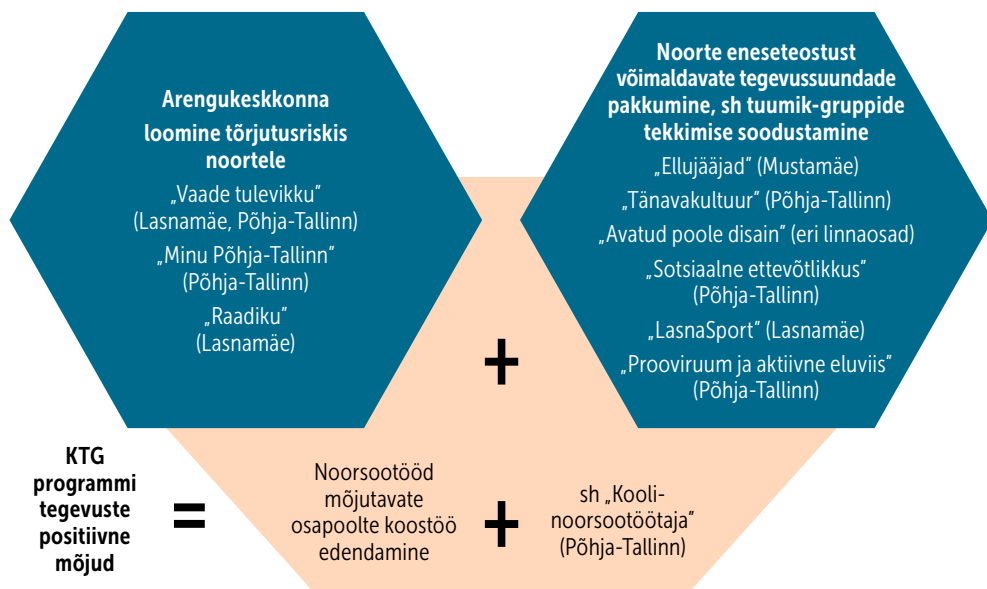 Arengukeskkonna
loomine tõrjutusriskis
noortele
„Vaade tulevikku“
(Lasnamäe, Põhja-Tallinn)
„Minu Põhja-Tallinn“
(Põhja-Tallinn)
„Raadiku“
(Lasnamäe)
Noorte eneseteostust
võimaldavate tegevussuundade
pakkumine, sh tuumik-gruppide
tekkimise soodustamine
„Ellujääjad“ (Mustamäe)
„Tänavakultuur“ (Põhja-Tallinn)
„Avatud poole disain“ (eri linnaosad)
„Sotsiaalne ettevõtlikkus“
(Põhja-Tallinn)
„LasnaSport“ (Lasnamäe)
„Prooviruum ja aktiivne eluviis“
(Põhja-Tallinn)
+
KTG
programmi
tegevuste
positiivne
mõjud
=
Noorsootööd
mõjutavate
osapoolte koostöö
edendamine
+
sh „Kooli-
noorsootöötaja“
(Põhja-Tallinn)